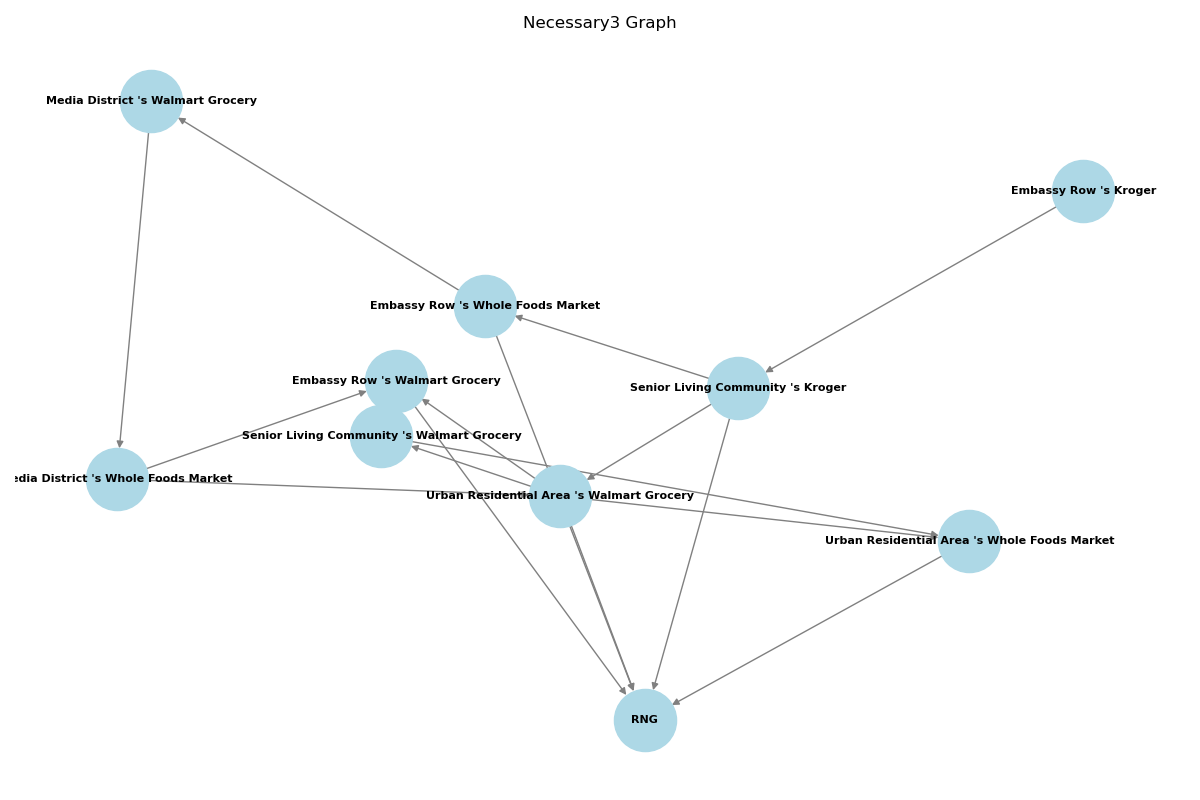 Necessary3 Graph
Media District 's Walmart Grocery
Embassy Row 's Kroger
Embassy Row 's Whole Foods Market
Embassy Row 's Walmart Grocery
Senior Living Community 's Kroger
Senior Living Community 's Walmart Grocery
edia District 's Whole Foods Market
Urban Residential Area 's Walmart Grocery
Urban Residential Area 's Whole Foods Market
RNG